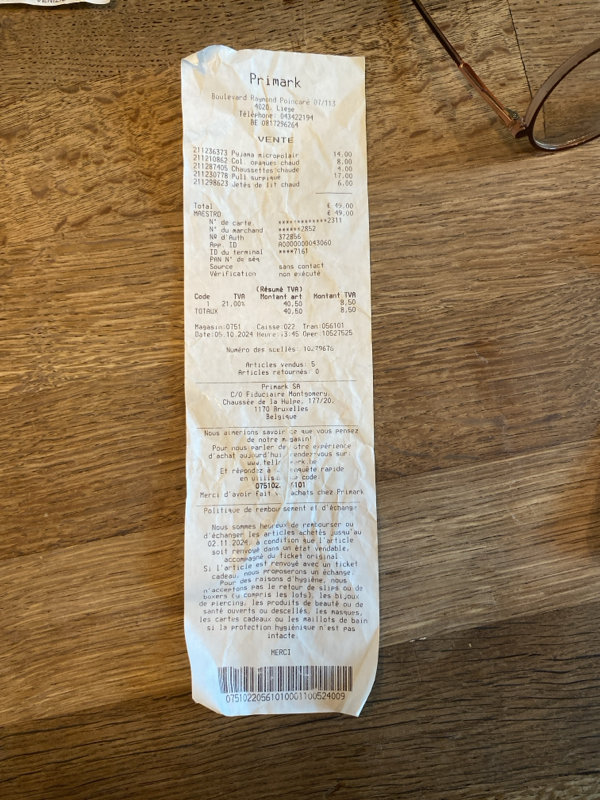 Primark
Boulevard Raymond Poincaré 07/113
4020, Liège
Téléphone: 043422194
BE 0817296264
VENTE
211236373 Pyjama micropolair 14,00
211210862 Col. opaques chaud 8,00
211287405 Chaussettes chaude 4,00
211230778 Pull surpiqué 17,00
211298623 Jetés de lit chaud 6,00
Total € 49,00
MAESTRO € 49,00
N° de carte ************2311
N° du marchand ******2852
Nº d'Auth 372866
App. ID A0000000043060
ID du terminal ****7161
PAN N° de séq.
Source sans contact
Vérification non exécuté
(Résumé TVA)
Code TVA Montant art Montant TVA
1 21,00% 40,50 8,50
TOTAUX 40,50 8,50
Magasin:0751 Caisse:022 Tran:056101
Date:05.10.2024 Heure:13:45 Oper:10527525
Numéro des scellés:
Articles vendus: 5
Articles retournés: 0
Primark SA
C/O Fiduciaire Montgomery,
Chaussée de la Hulpe, 177/20,
1170 Bruxelles
Belgique
Nous aimerions savoir ce que vous pensez
de notre magasin!
Pour nous parler de votre expérience
d'achat aujourd'hui, rendez-vous sur:
Et répondez à enquête rapide
en code:
Merci d'avoir fait achats chez Primark
Politique de remboursement et d'échange
Nous sommes heureux de rembourser ou
d'échanger les articles achetés jusqu'au
02.11.2024, à condition que l'article
soit renvoyé dans un état vendable,
accompagné du ticket original.
Si l'article est renvoyé avec un ticket
cadeau, nous proposerons un échange.
Pour des raisons d'hygiène, nous
n'acceptons pas le retour de slips ou de
boxers (y compris les lots), les bijoux
de piercing, les produits de beauté ou de
santé ouverts ou descellés, les masques,
les cartes cadeaux ou les maillots de bain
si la protection hygiénique n'est pas
intacte.
MERCI
07510220561010001100524009